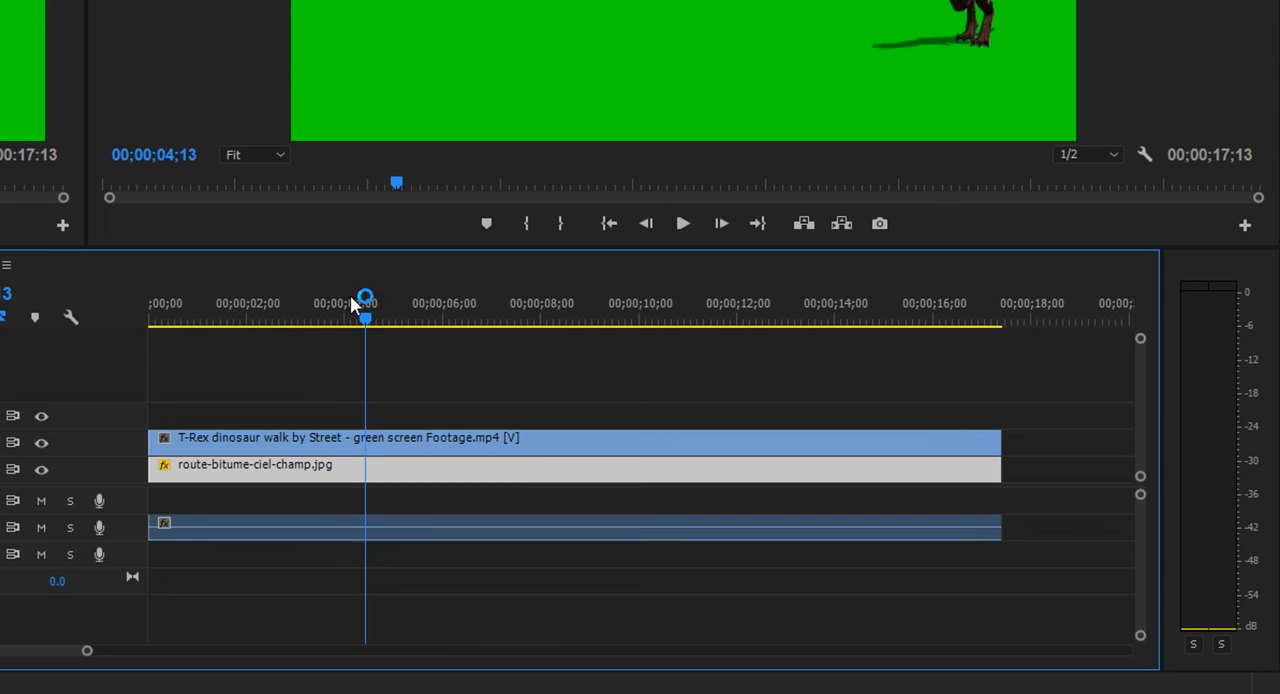 00:17:13
00;00;04;13
Fit
1/2
00;00;17;13
13
;00;00
00;00;02;00
00;00;06;00
00;00;08;00
00;00;10;00
00;00;12;00
00;00;14;00
00;00;16;00
00;00;18;00
00;00;
T-Rex dinosaur walk by Street - green screen Footage.mp4 [V]
fx
route-bitume-ciel-champ.jpg
fx
M S
fx
M S
M S
0.0
0
-6
-12
-18
-24
-30
-36
-42
-48
-54
dB
S S